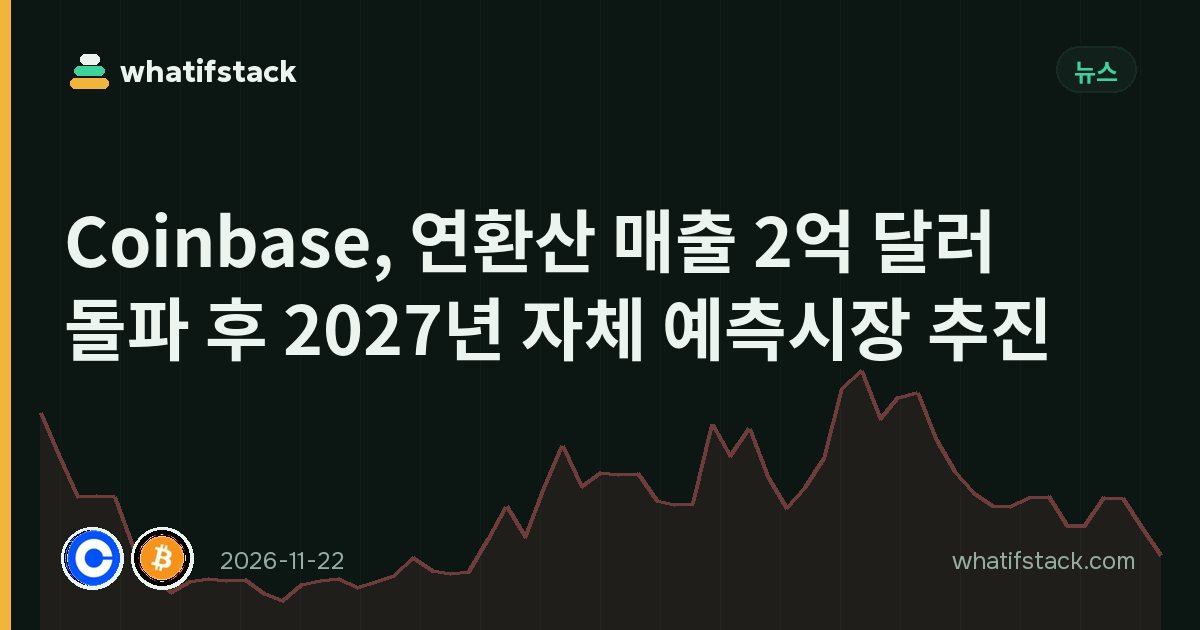 whatifstack
뉴스
Coinbase, 연환산 매출 2억 달러
돌파 후 2027년 자체 예측시장 추진
2026-11-22
whatifstack.com